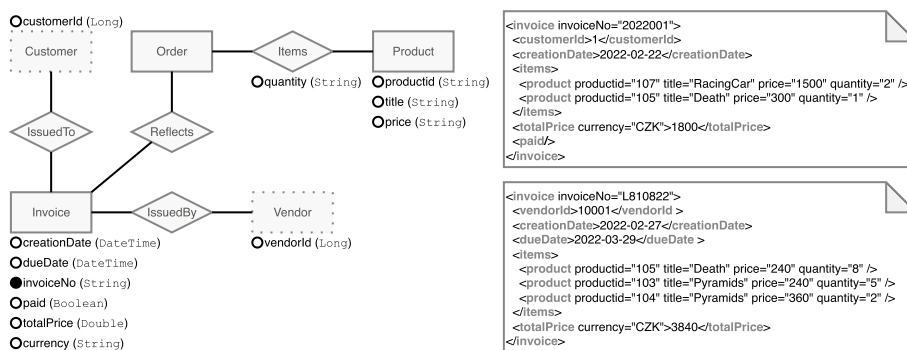 customerId (Long)
Customer
Order
Items
Product
quantity (String)
productid (String)
title (String)
price (String)
IssuedTo
Reflects
Invoice
IssuedBy
Vendor
creationDate (DateTime)
vendorId (Long)
dueDate (DateTime)
invoiceNo (String)
paid (Boolean)
totalPrice (Double)
currency (String)
<invoice invoiceNo="2022001">
<customerId>1</customerId>
<creationDate>2022-02-22</creationDate>
<items>
<product productid="107" title="RacingCar" price="1500" quantity="2" />
<product productid="105" title="Death" price="300" quantity="1" />
</items>
<totalPrice currency="CZK">1800</totalPrice>
<paid/>
</invoice>
<invoice invoiceNo="L810822">
<vendorId>10001</vendorId >
<creationDate>2022-02-27</creationDate>
<dueDate>2022-03-29</dueDate >
<items>
<product productid="105" title="Death" price="240" quantity="8" />
<product productid="103" title="Pyramids" price="240" quantity="5" />
<product productid="104" title="Pyramids" price="360" quantity="2" />
</items>
<totalPrice currency="CZK">3840</totalPrice>
</invoice>